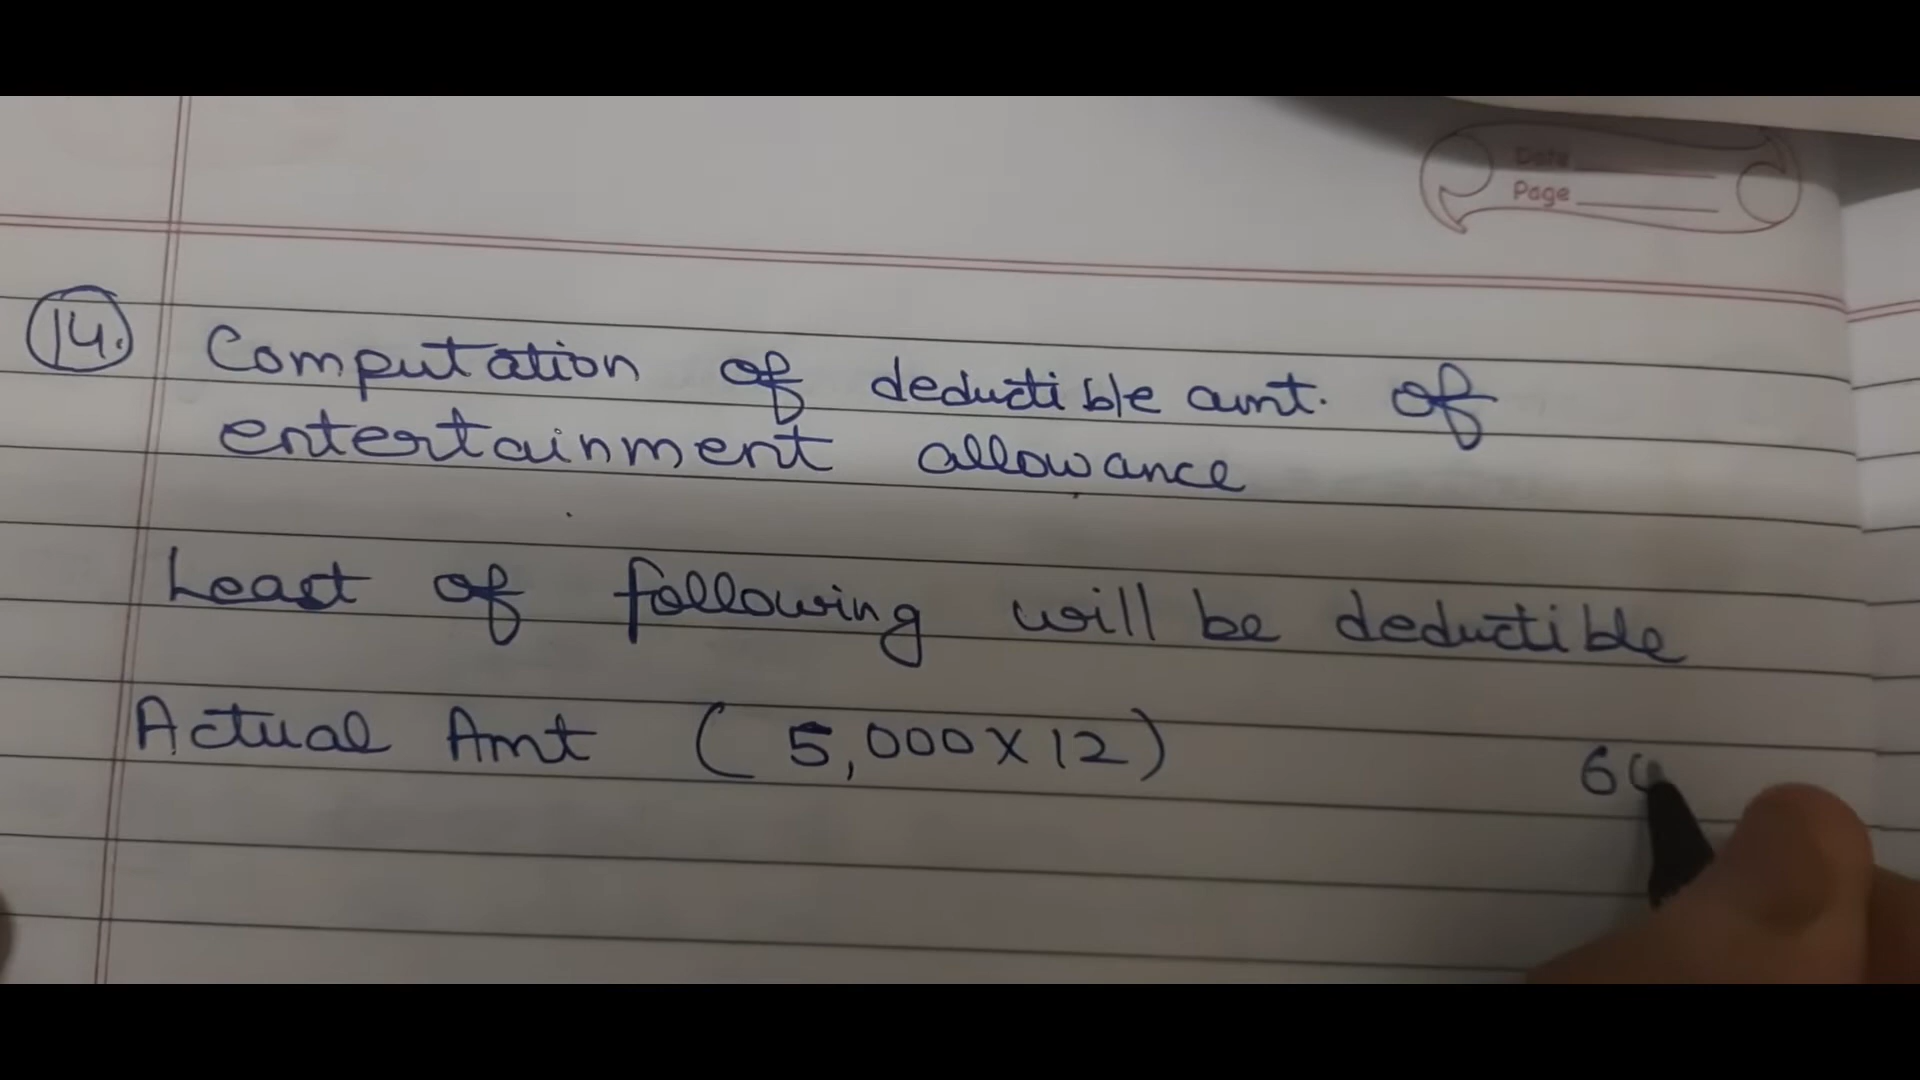 Date
Page
14. Computation of deductible amt. of
entertainment allowance
Least of following will be deductible
Actual Amt ( 5,000 x 12 ) 60